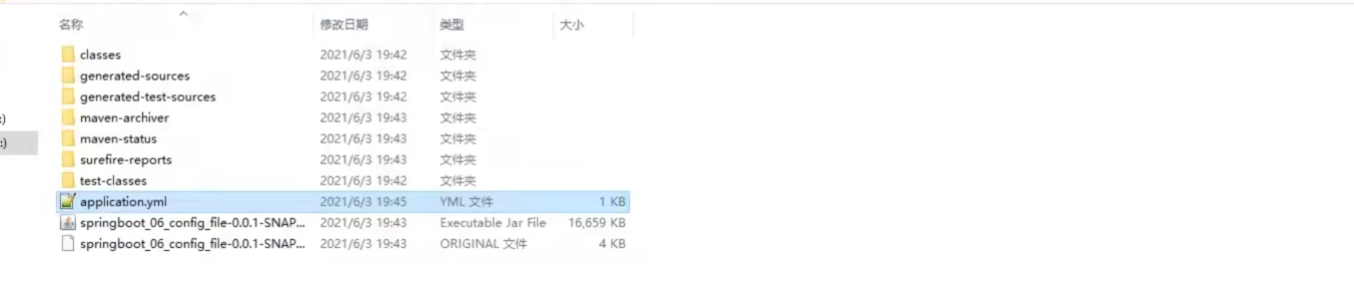 名称 修改日期 类型 大小
classes 2021/6/3 19:42 文件夹
generated-sources 2021/6/3 19:42 文件夹
generated-test-sources 2021/6/3 19:42 文件夹
maven-archiver 2021/6/3 19:43 文件夹
:)
maven-status 2021/6/3 19:43 文件夹
:)
surefire-reports 2021/6/3 19:43 文件夹
test-classes 2021/6/3 19:42 文件夹
application.yml 2021/6/3 19:45 YML 文件 1 KB
springboot_06_config_file-0.0.1-SNAP... 2021/6/3 19:43 Executable Jar File 16,659 KB
springboot_06_config_file-0.0.1-SNAP... 2021/6/3 19:43 ORIGINAL 文件 4 KB